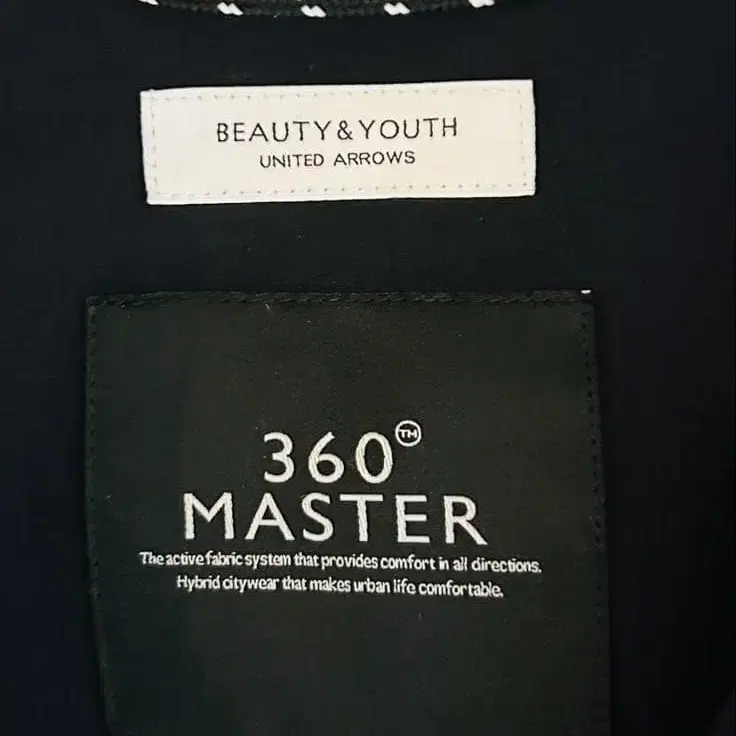 BEAUTY&YOUTH
UNITED ARROWS
360™
MASTER
The active fabric system that provides comfort in all directions.
Hybrid citywear that makes urban life comfortable.